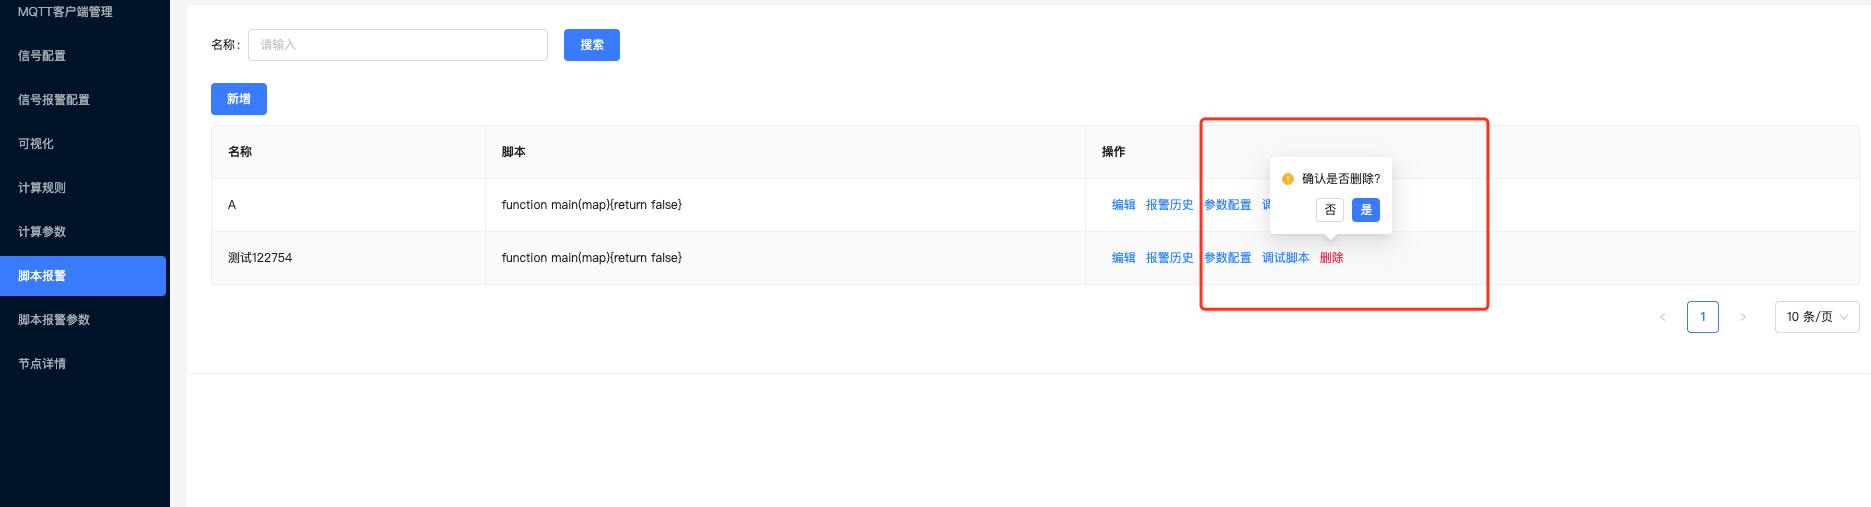 MQTT客户端管理
信号配置
信号报警配置
可视化
计算规则
计算参数
脚本报警
脚本报警参数
节点详情
名称： 请输入 搜索
新增
名称 脚本 操作
确认是否删除?
否 是
A function main(map){return false} 编辑 报警历史 参数配置 调
测试122754 function main(map){return false} 编辑 报警历史 参数配置 调试脚本 删除
1 10 条/页